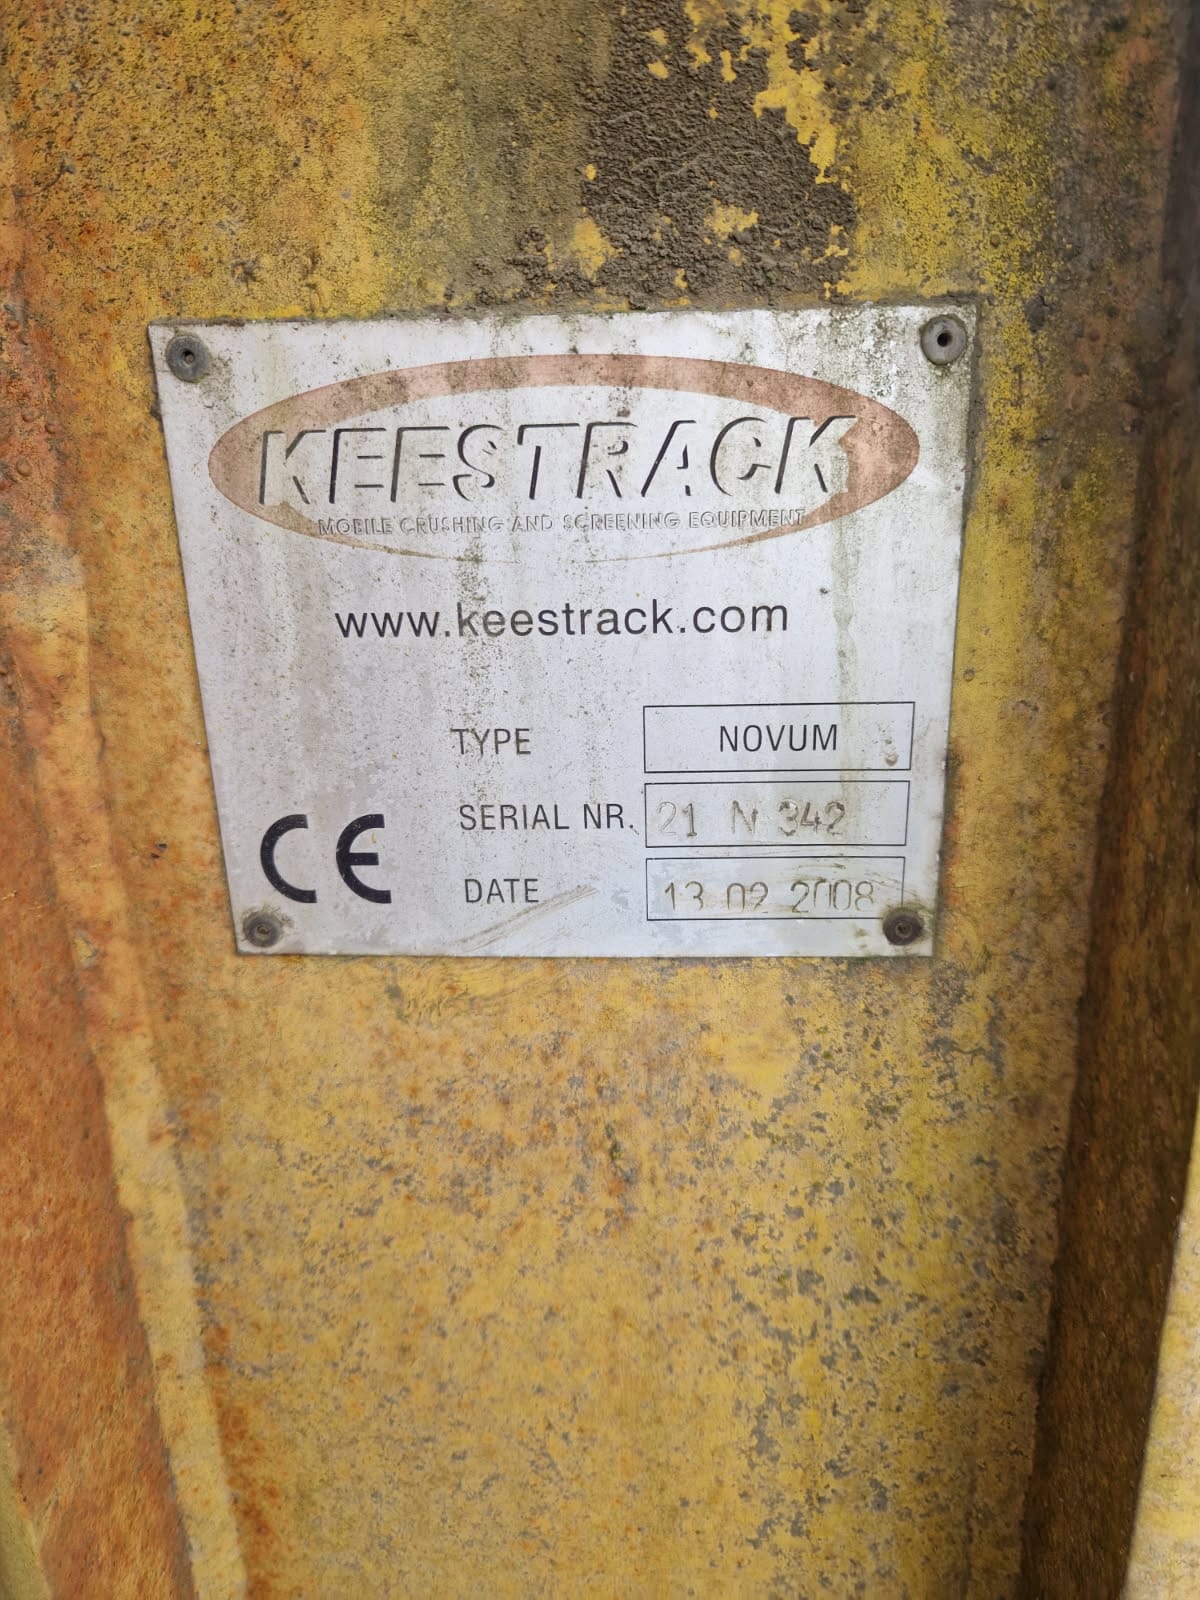 KEESTRACK
MOBILE CRUSHING AND SCREENING EQUIPMENT
www.keestrack.com
TYPE NOVUM
SERIAL NR. 21 N 342
DATE 13 02 2008
CE